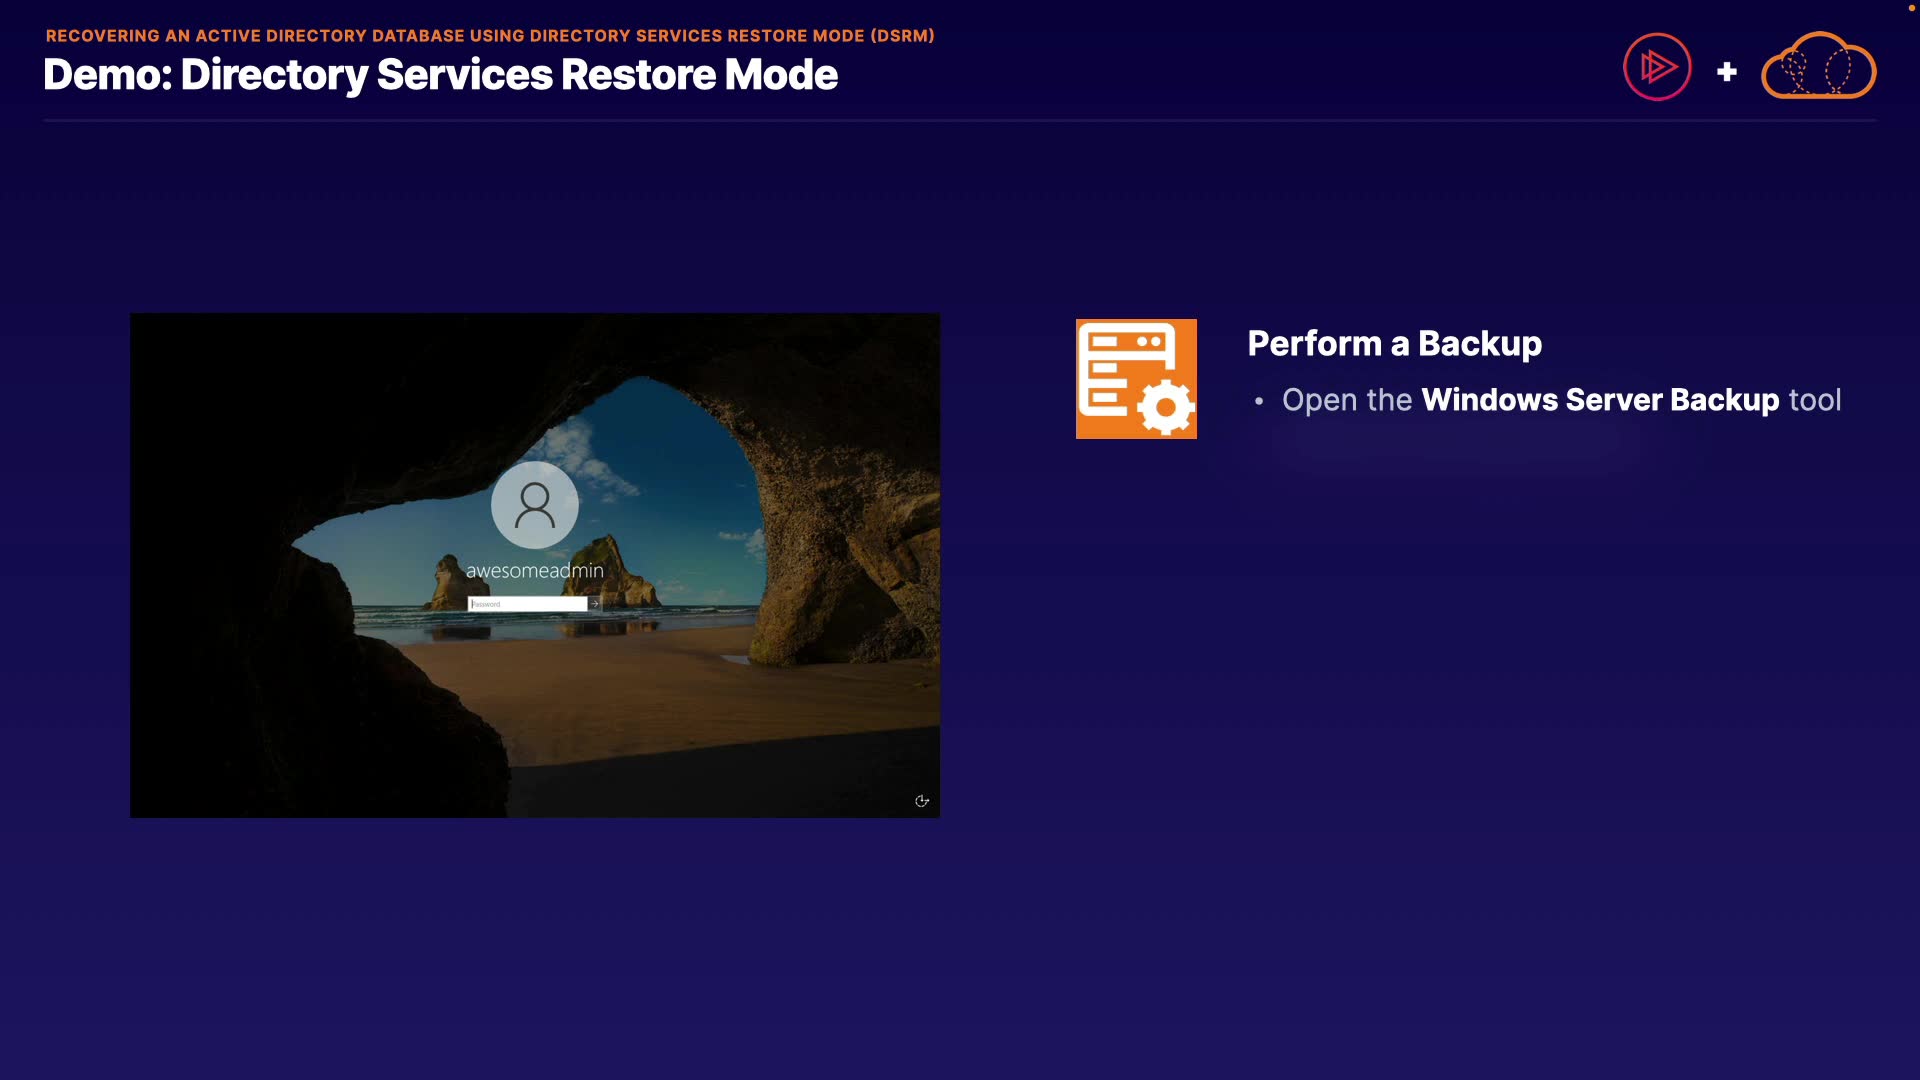 RECOVERING AN ACTIVE DIRECTORY DATABASE USING DIRECTORY SERVICES RESTORE MODE (DSRM)
Demo: Directory Services Restore Mode
awesomeadmin
Password
Perform a Backup
• Open the Windows Server Backup tool